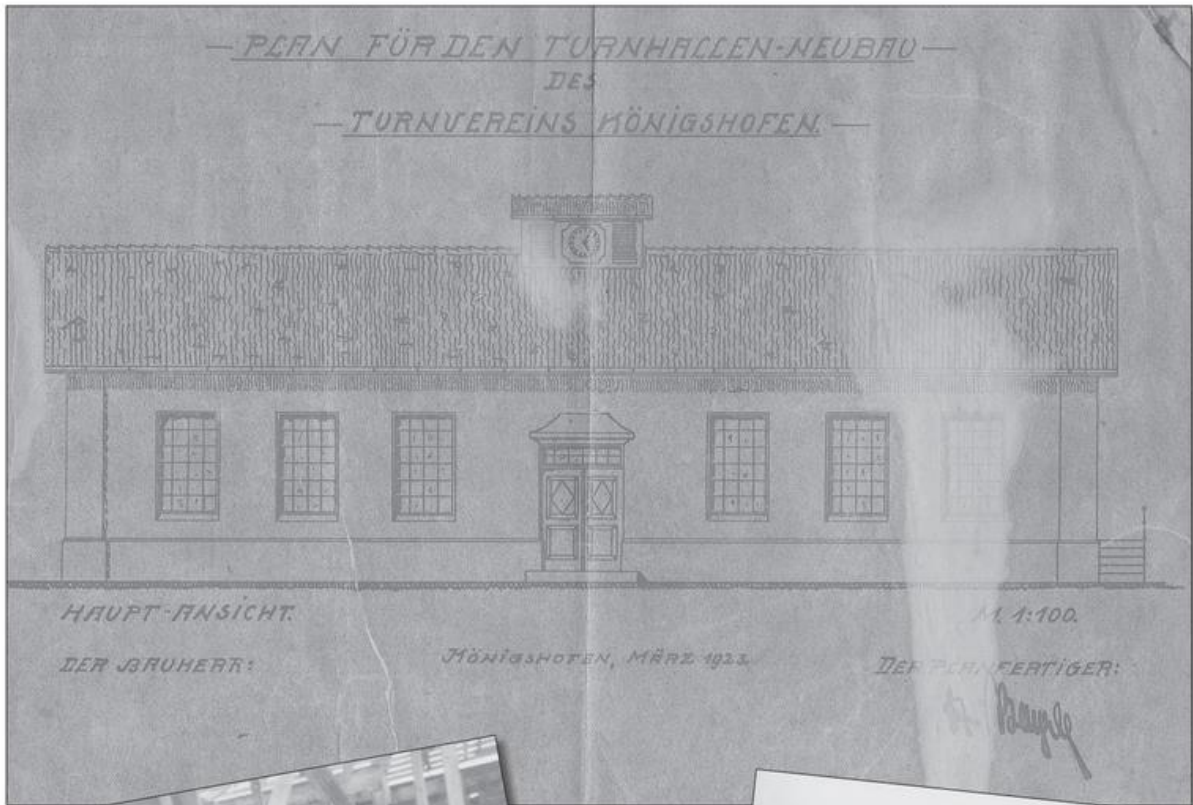 — PLAN FÜR DEN TURNHALLEN-NEUBAU —
DES
— TURNVEREINS KÖNIGSHOFEN. —
HAUPT-ANSICHT.
M. 1:100.
DER BAUHERR:
KÖNIGSHOFEN, MÄRZ 1923
DER PLANFERTIGER: